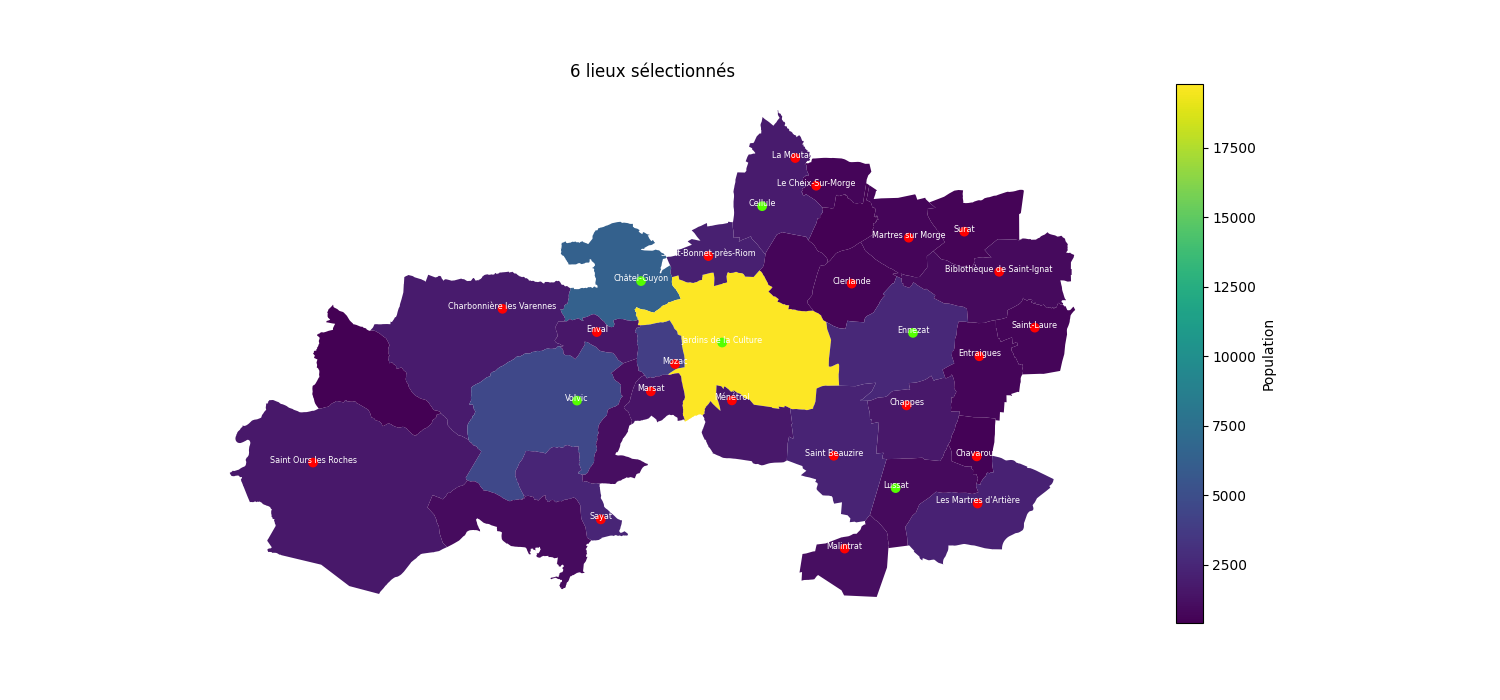 6 lieux sélectionnés
La Mouta
Le Cheix-Sur-Morge
Cellule
Martres sur Morge
Surat
t-Bonnet-près-Riom
Bibliothèque de Saint-Ignat
Châtel-Guyon
Clerlande
Charbonnière les Varennes
Enval
Ennezat
Saint-Laure
Jardins de la Culture
Entraigues
Mozac
Marsat
Volvic
Ménétrol
Chappes
Saint Ours les Roches
Saint Beauzire
Chavarou
Lussat
Les Martres d'Artière
Sayat
Malintrat
17500
15000
12500
10000
7500
5000
2500
Population